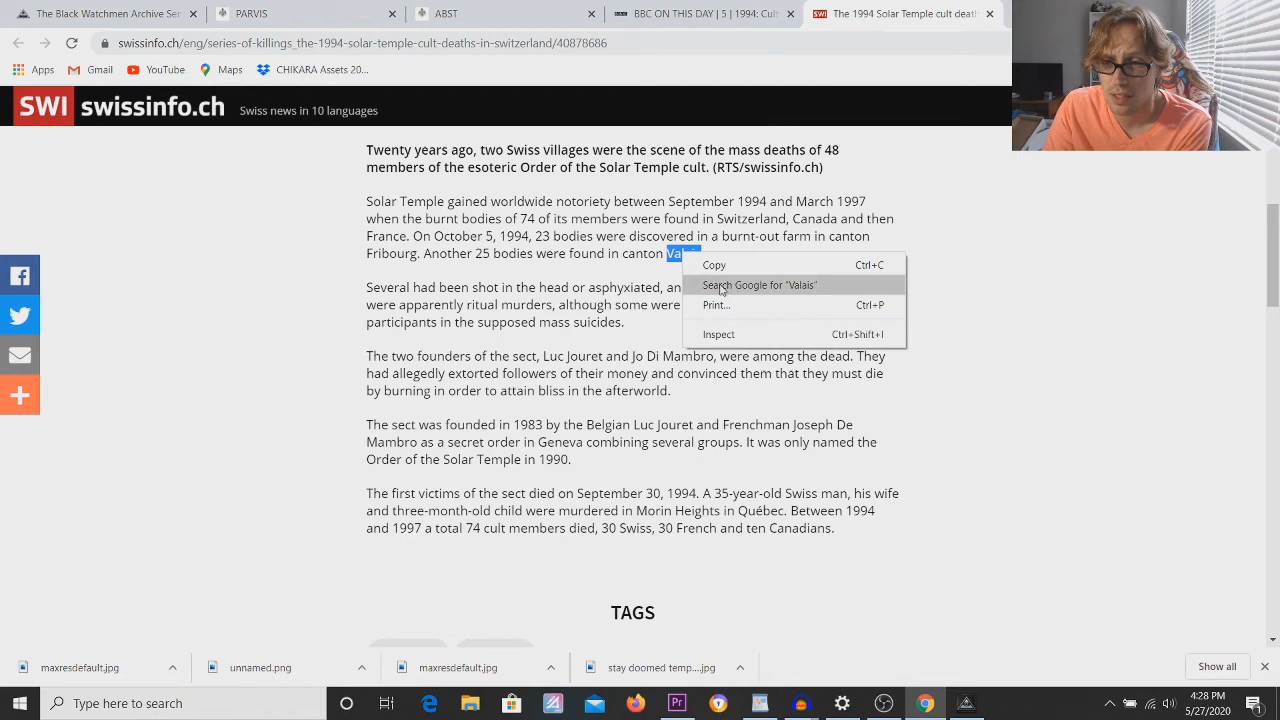 The Black Watchmen Archive Ser
PARVIS
ABST
BBC ON THIS DAY | 5 | 1994: Cult
The 1994 Solar temple cult death
swissinfo.ch/eng/series-of-killings_the-1994-solar-temple-cult-deaths-in-switzerland/40878686
Apps
Gmail
YouTube
Maps
CHIKARA Assets 20...
SWI swissinfo.ch
Swiss news in 10 languages
Twenty years ago, two Swiss villages were the scene of the mass deaths of 48
members of the esoteric Order of the Solar Temple cult. (RTS/swissinfo.ch)
Solar Temple gained worldwide notoriety between September 1994 and March 1997
when the burnt bodies of 74 of its members were found in Switzerland, Canada and then
France. On October 5, 1994, 23 bodies were discovered in a burnt-out farm in canton
Fribourg. Another 25 bodies were found in canton
Copy Ctrl+C
Search Google for "Valais"
Print... Ctrl+P
Inspect Ctrl+Shift+I
Several had been shot in the head or asphyxiated,
were apparently ritual murders, although some were
participants in the supposed mass suicides.
The two founders of the sect, Luc Jouret and Jo Di Mambro, were among the dead. They
had allegedly extorted followers of their money and convinced them that they must die
by burning in order to attain bliss in the afterworld.
The sect was founded in 1983 by the Belgian Luc Jouret and Frenchman Joseph De
Mambro as a secret order in Geneva combining several groups. It was only named the
Order of the Solar Temple in 1990.
The first victims of the sect died on September 30, 1994. A 35-year-old Swiss man, his wife
and three-month-old child were murdered in Morin Heights in Québec. Between 1994
and 1997 a total 74 cult members died, 30 Swiss, 30 French and ten Canadians.
TAGS
maxresdefault.jpg
unnamed.png
maxresdefault.jpg
stay doomed temp....jpg
Show all
Type here to search
Pr
4:28 PM
5/27/2020